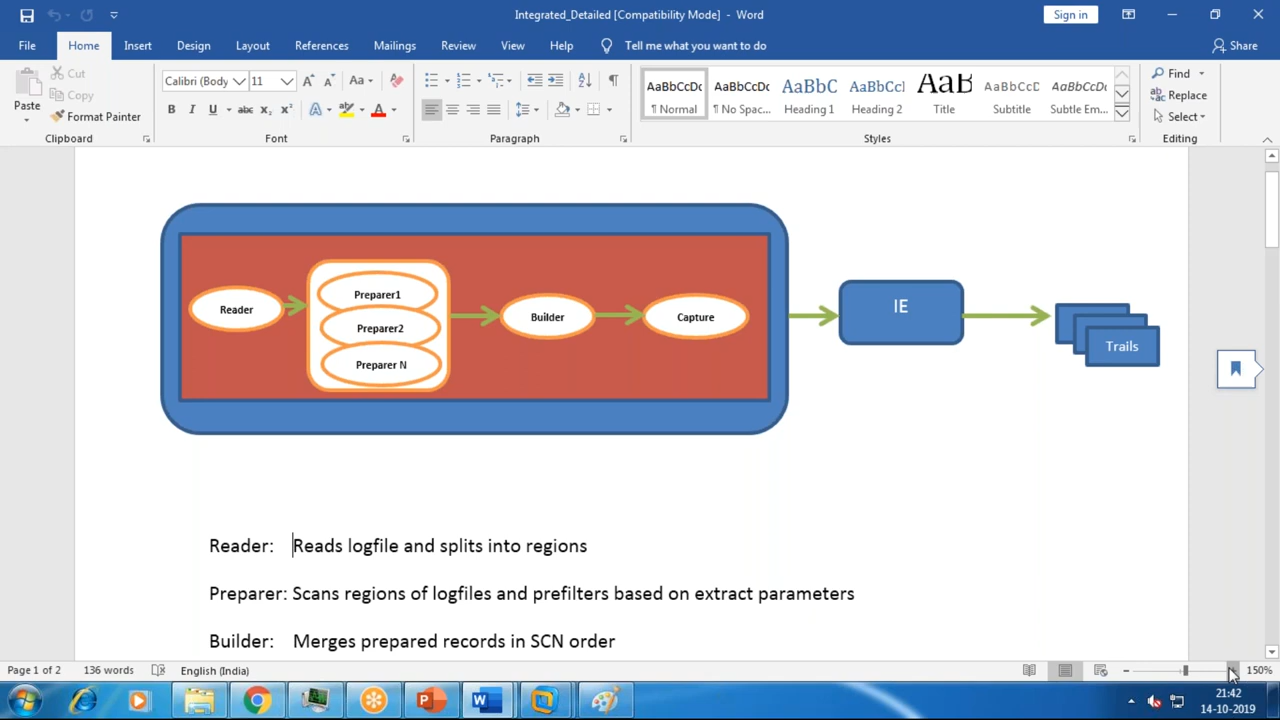 Integrated_Detailed [Compatibility Mode] - Word
Sign in
File Home Insert Design Layout References Mailings Review View Help Tell me what you want to do Share
Paste
Cut
Copy
Format Painter
Clipboard
Calibri (Body 11
Font
Paragraph
AaBbCcDc AaBbCcDc AaBbC AaBbCcl AaBb AaBbCcD AaBbCcD
¶ Normal ¶ No Spac... Heading 1 Heading 2 Title Subtitle Subtle Em...
Styles
Find
Replace
Select
Editing
Reader
Preparer1
Preparer2
Preparer N
Builder
Capture
IE
Trails
Reader: Reads logfile and splits into regions
Preparer: Scans regions of logfiles and prefilters based on extract parameters
Builder: Merges prepared records in SCN order
Page 1 of 2 136 words English (India) 150%
21:42
14-10-2019